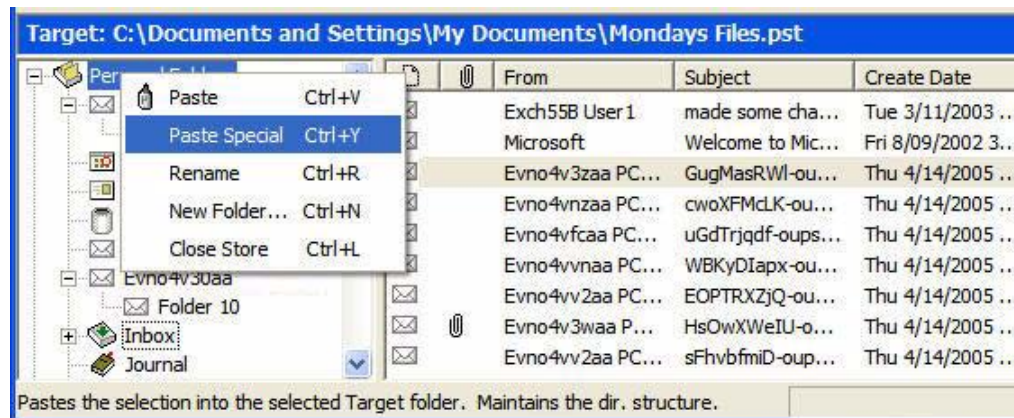 Target: C:\Documents and Settings\My Documents\Mondays Files.pst
From Subject Create Date
Paste Ctrl+V
Paste Special Ctrl+Y
Rename Ctrl+R
New Folder... Ctrl+N
Close Store Ctrl+L
Evno4v30aa
Folder 10
Inbox
Journal
Exch55B User1 made some cha... Tue 3/11/2003 ..
Microsoft Welcome to Mic... Fri 8/09/2002 3..
Evno4v3zaa PC... GugMasRWl-ou... Thu 4/14/2005 ..
Evno4vnzaa PC... cwoXFMcLK-ou... Thu 4/14/2005 ..
Evno4vfcaa PC... uGdTrjqdf-oups... Thu 4/14/2005 ..
Evno4vvnaa PC... WBKyDIapx-ou... Thu 4/14/2005 ..
Evno4vv2aa PC... EOPTRXZjQ-ou... Thu 4/14/2005 ..
Evno4v3waa P... HsOwXWeIU-o... Thu 4/14/2005 ..
Evno4vv2aa PC... sFhvbfmiD-oup... Thu 4/14/2005 ..
Pastes the selection into the selected Target folder. Maintains the dir. structure.